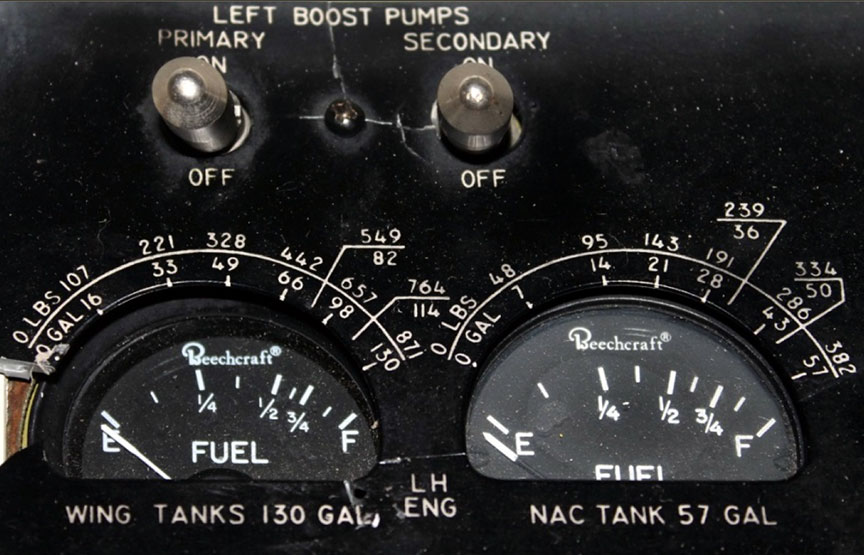 LEFT BOOST PUMPS
PRIMARY
ON
OFF
SECONDARY
ON
OFF
0 LBS 107 221 328 442 549 657 764 871
0 GAL 16 33 49 66 82 98 114 130
Beechcraft®
E 1/4 1/2 3/4 F
FUEL
WING TANKS 130 GAL
0 LBS 48 95 143 191 239 286 334 382
0 GAL 7 14 21 28 36 43 50 57
Beechcraft®
E 1/4 1/2 3/4 F
FUEL
LH
ENG
NAC TANK 57 GAL